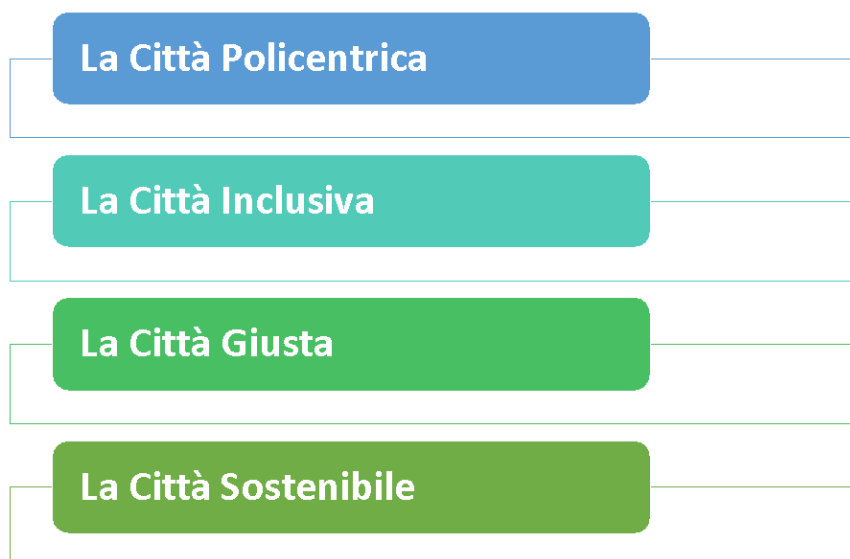 La Città Policentrica
La Città Inclusiva
La Città Giusta
La Città Sostenibile